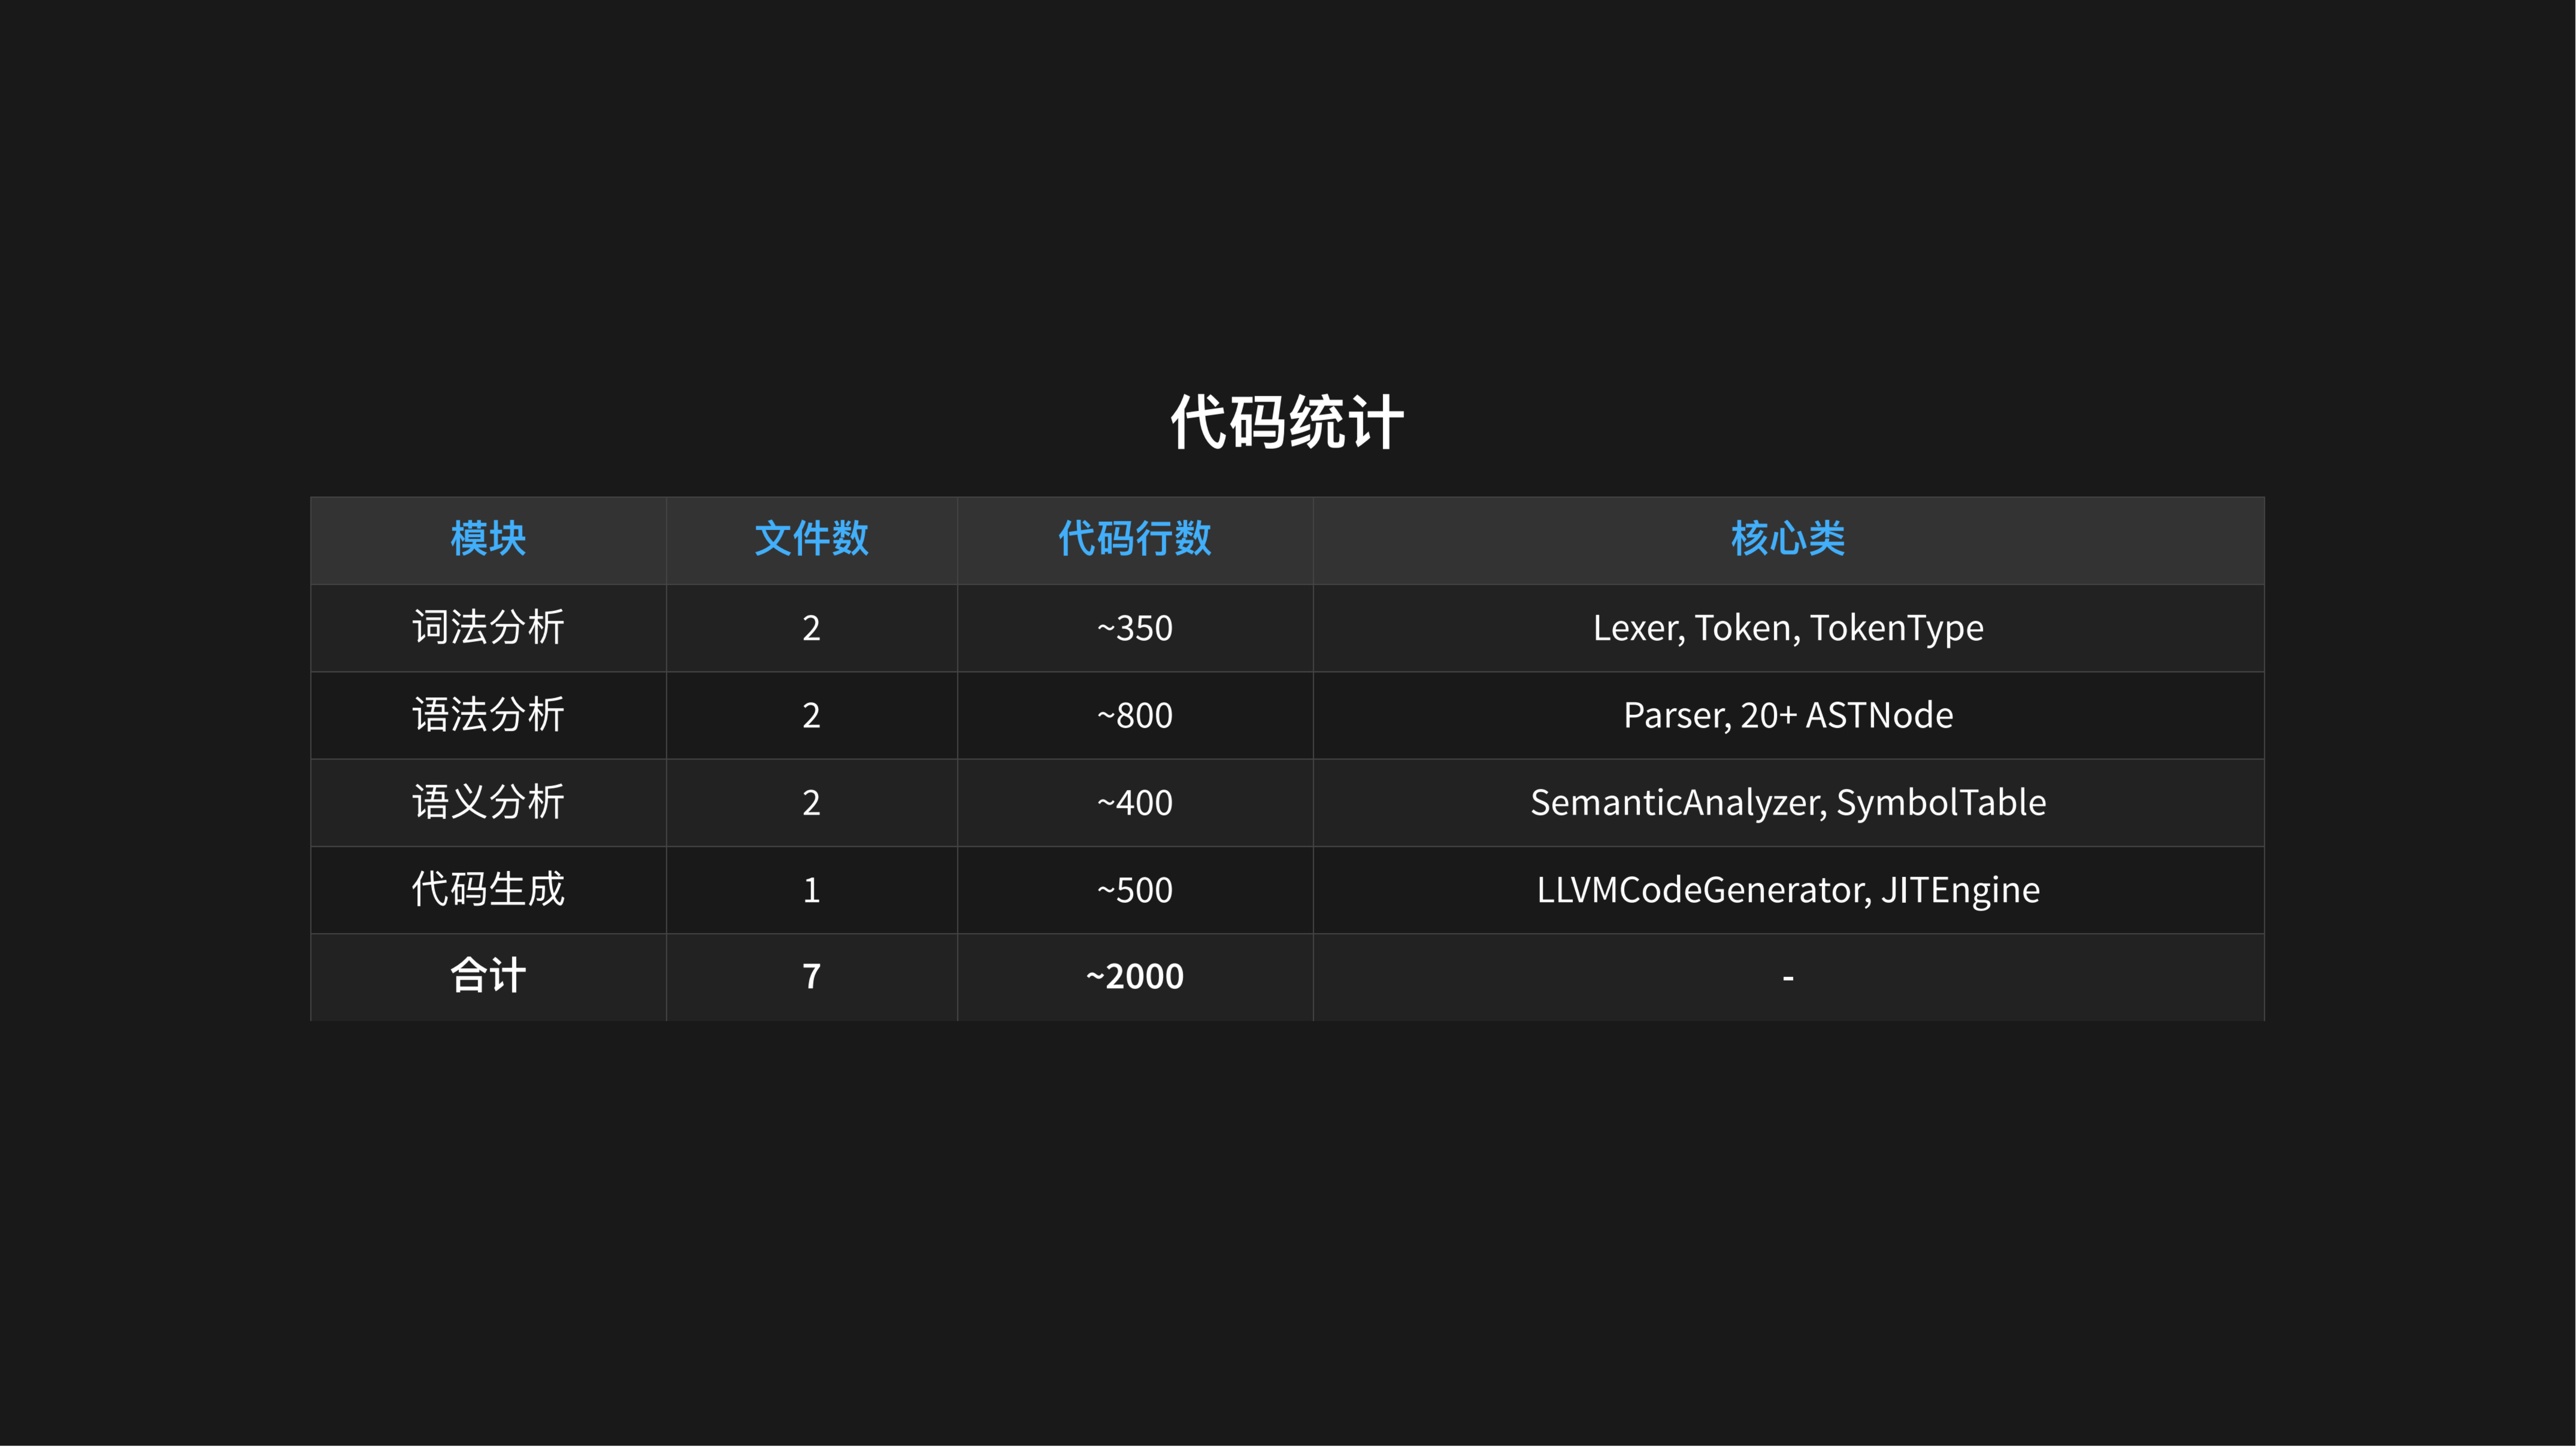 代码统计
模块 文件数 代码行数 核心类
词法分析 2 ~350 Lexer, Token, TokenType
语法分析 2 ~800 Parser, 20+ ASTNode
语义分析 2 ~400 SemanticAnalyzer, SymbolTable
代码生成 1 ~500 LLVMCodeGenerator, JITEngine
合计 7 ~2000 -